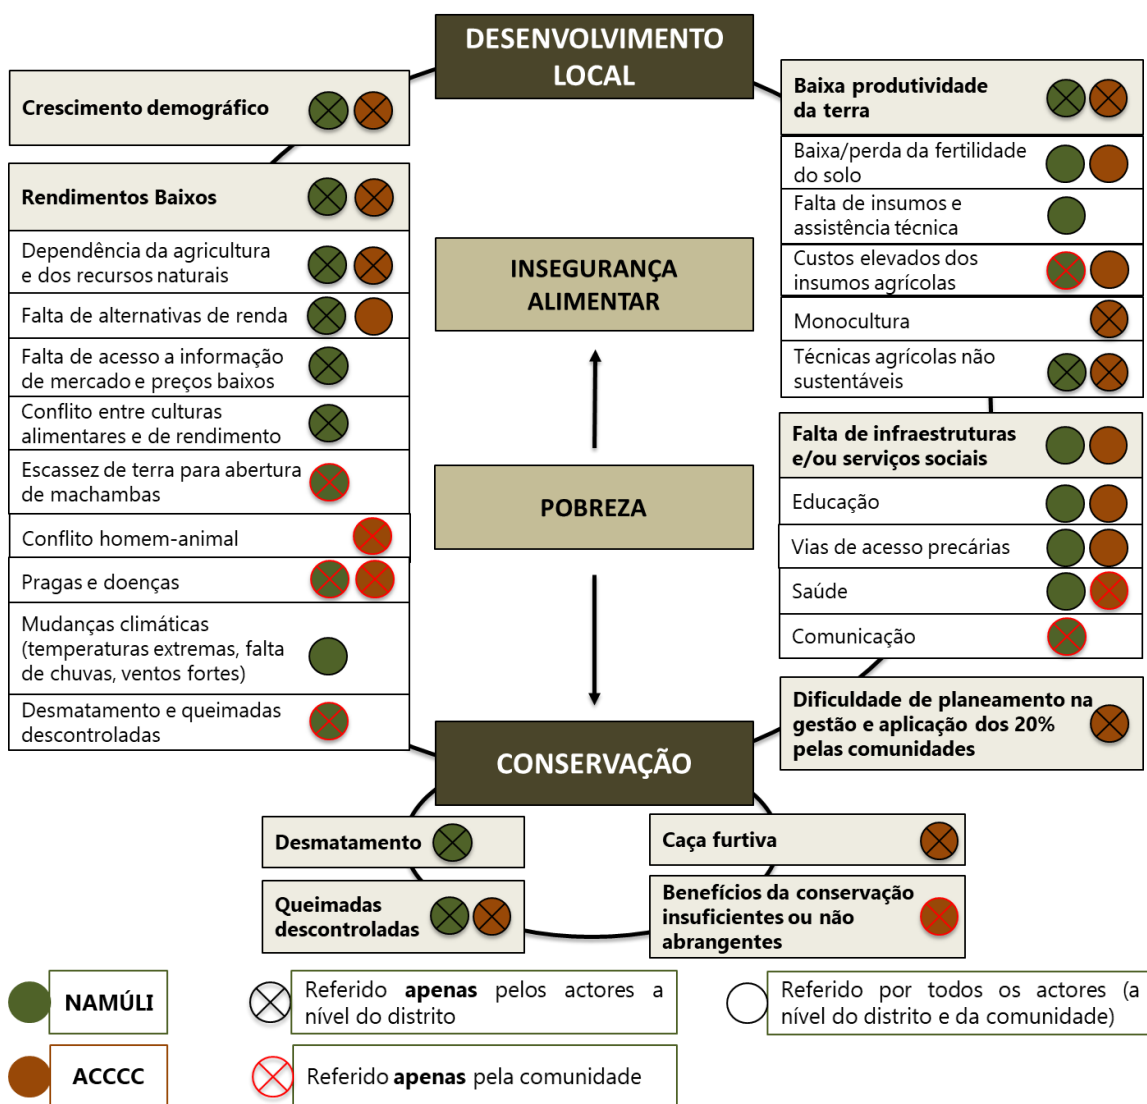 DESENVOLVIMENTO
LOCAL
Crescimento demográfico
Rendimentos Baixos
Dependência da agricultura
e dos recursos naturais
Falta de alternativas de renda
Falta de acesso a informação
de mercado e preços baixos
Conflito entre culturas
alimentares e de rendimento
Escassez de terra para abertura
de machambas
Conflito homem-animal
Pragas e doenças
Mudanças climáticas
(temperaturas extremas, falta
de chuvas, ventos fortes)
Desmatamento e queimadas
descontroladas
INSEGURANÇA
ALIMENTAR
POBREZA
Baixa produtividade
da terra
Baixa/perda da fertilidade
do solo
Falta de insumos e
assistência técnica
Custos elevados dos
insumos agrícolas
Monocultura
Técnicas agrícolas não
sustentáveis
Falta de infraestruturas
e/ou serviços sociais
Educação
Vias de acesso precárias
Saúde
Comunicação
Dificuldade de planeamento na
gestão e aplicação dos 20%
pelas comunidades
CONSERVAÇÃO
Desmatamento
Queimadas
descontroladas
Caça furtiva
Benefícios da conservação
insuficientes ou não
abrangentes
NAMÚLI
ACCCC
Referido apenas pelos actores a
nível do distrito
Referido apenas pela comunidade
Referido por todos os actores (a
nível do distrito e da comunidade)